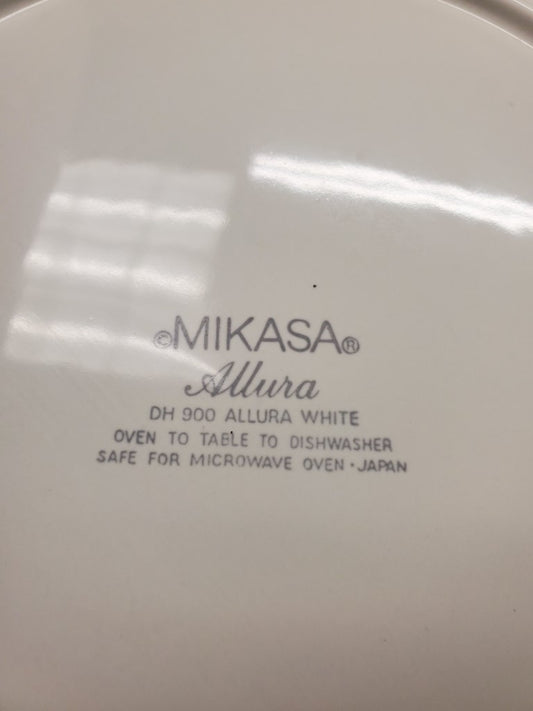 ©MIKASA®
Allura
DH 900 ALLURA WHITE
OVEN TO TABLE TO DISHWASHER
SAFE FOR MICROWAVE OVEN · JAPAN